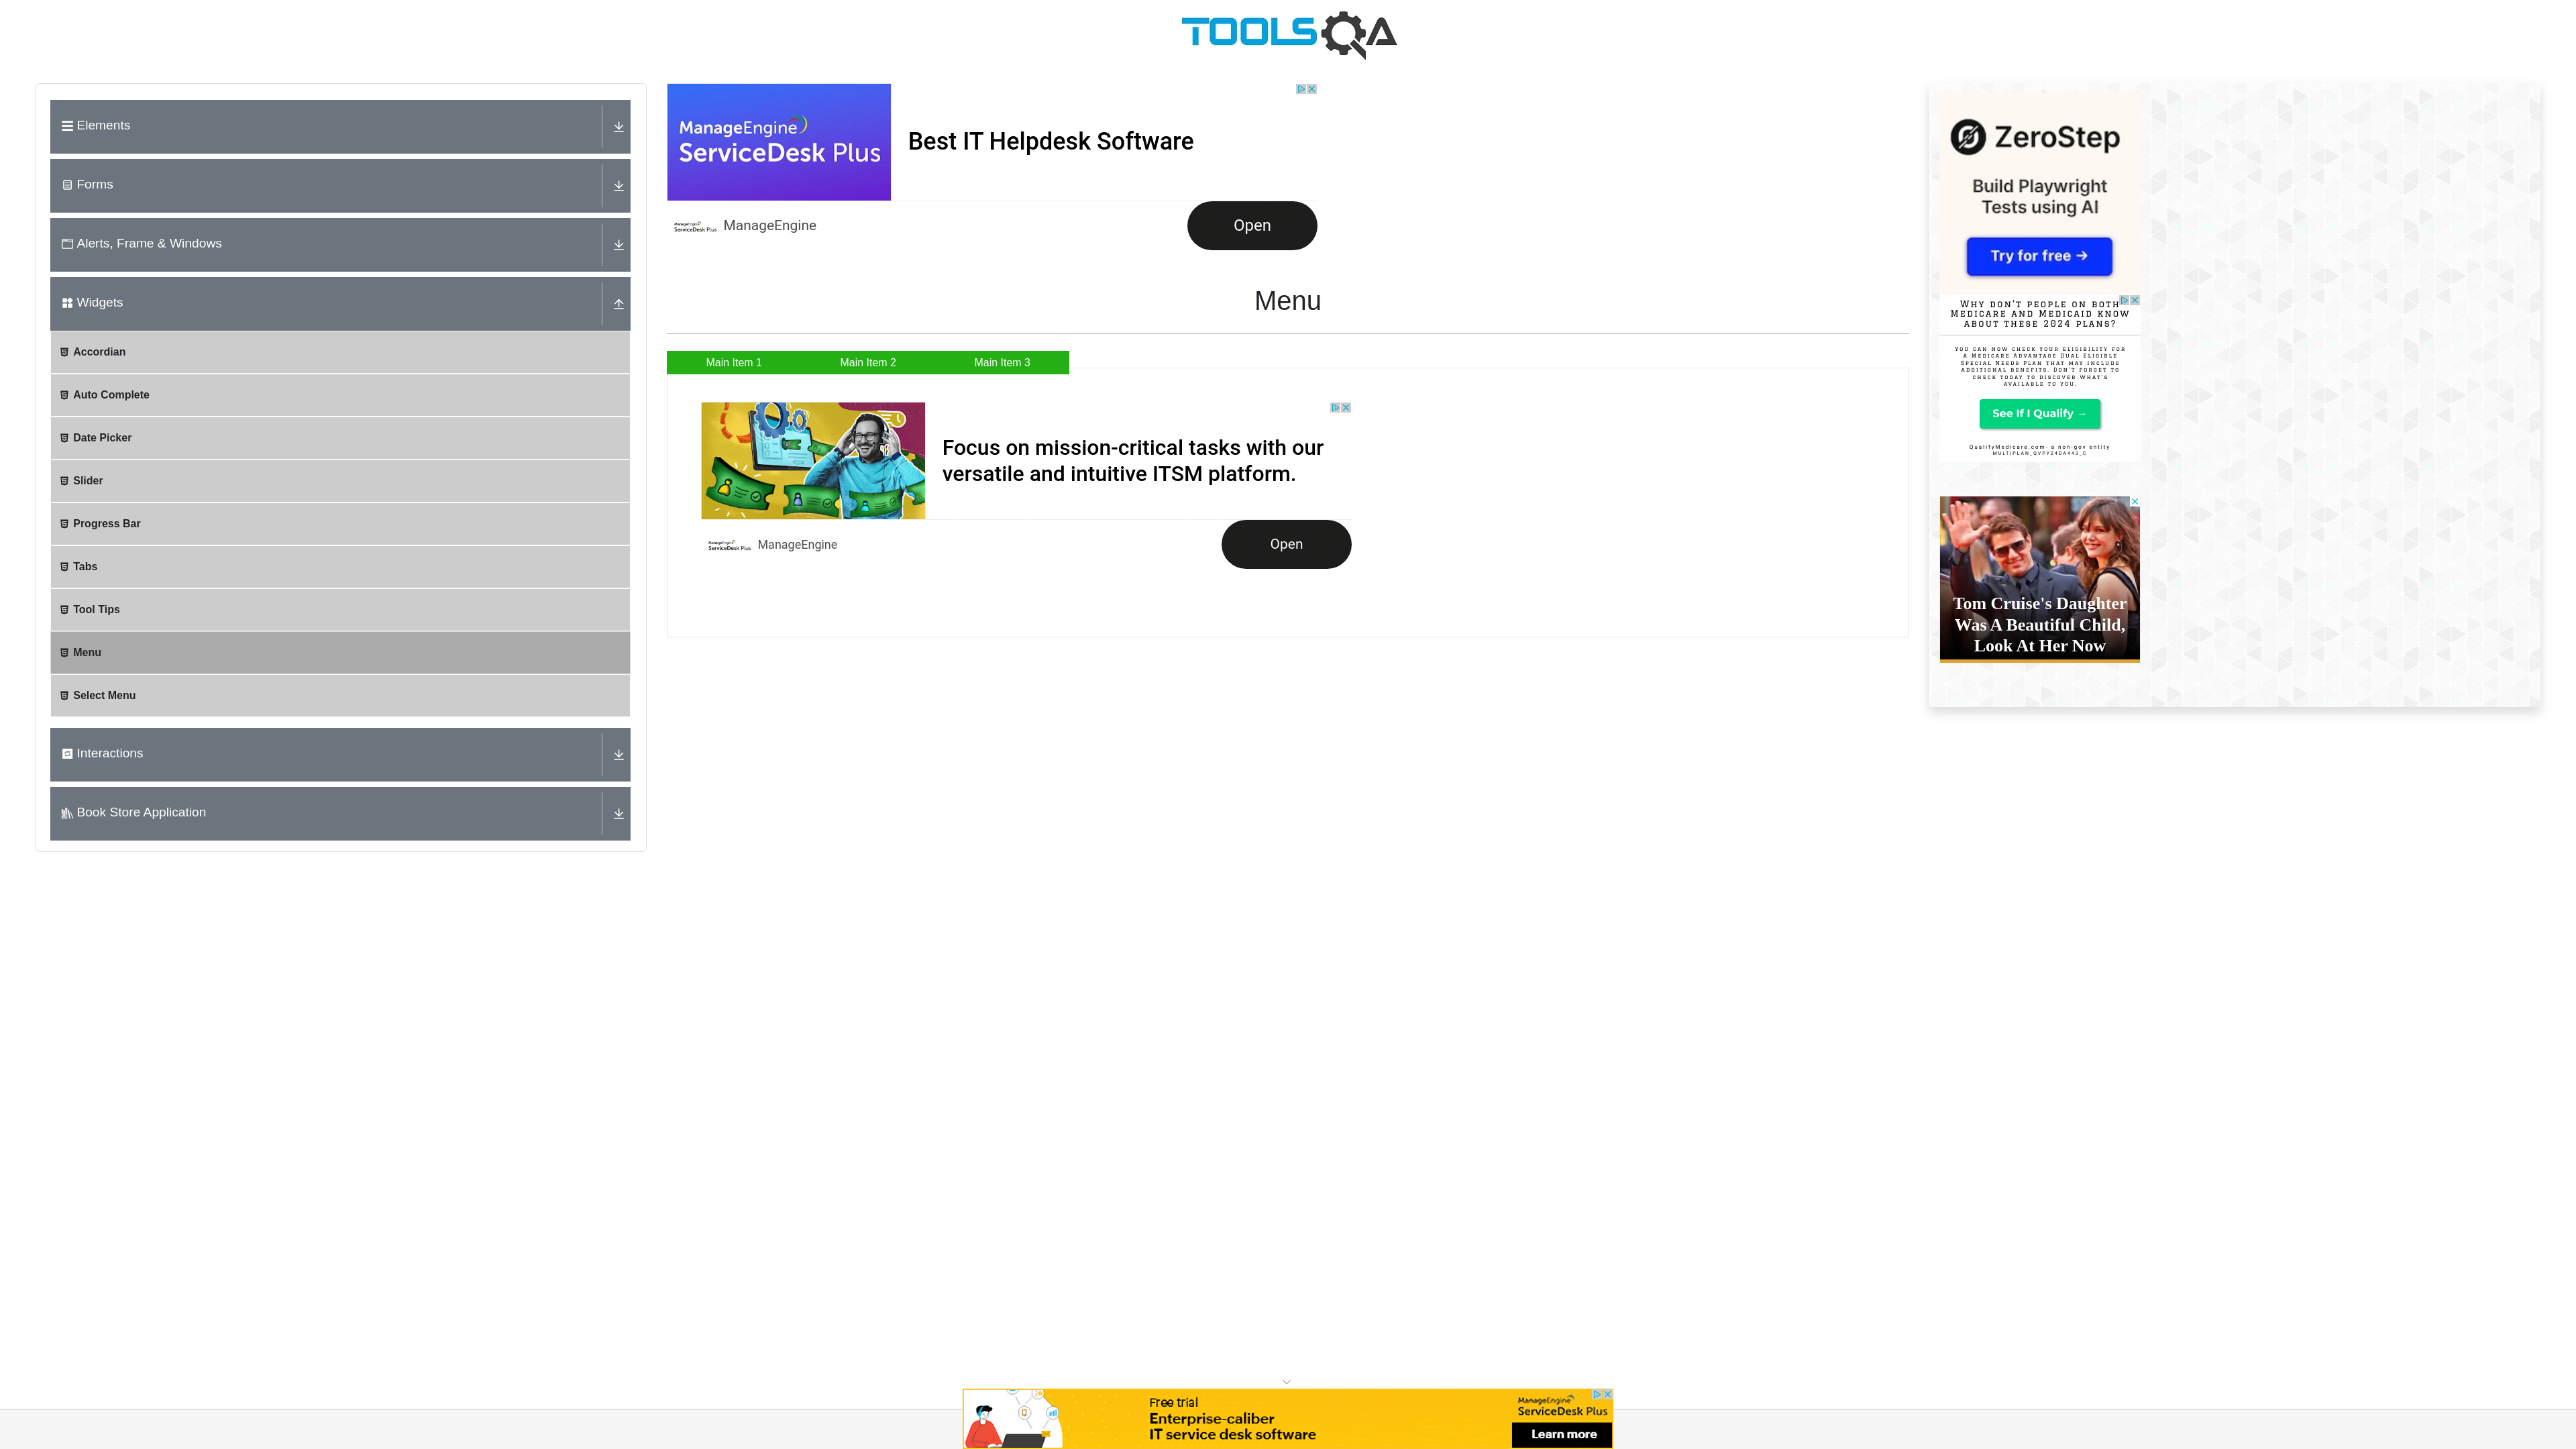 TOOLSQA
Elements
Forms
Alerts, Frame & Windows
Widgets
Accordian
Auto Complete
Date Picker
Slider
Progress Bar
Tabs
Tool Tips
Menu
Select Menu
Interactions
Book Store Application
ManageEngine
ServiceDesk Plus
Best IT Helpdesk Software
ManageEngine
ServiceDesk Plus
ManageEngine
Open
Menu
Main Item 1
Main Item 2
Main Item 3
Focus on mission-critical tasks with our
versatile and intuitive ITSM platform.
ManageEngine
ServiceDesk Plus
ManageEngine
Open
ZeroStep
Build Playwright
Tests using AI
Try for free →
Why don't people on both
Medicare and Medicaid know
about these 2024 plans?
You can now check your eligibility for
a Medicare Advantage Dual Eligible
Special Needs Plan that may include
additional benefits. Don't forget to
check today to discover what's
available to you.
See If I Qualify →
QualifyMedicare.com- a non-gov entity
MULTIPLAN_QVPYZ4DA443_C
Tom Cruise's Daughter
Was A Beautiful Child,
Look At Her Now
Free trial
Enterprise-caliber
IT service desk software
ManageEngine
ServiceDesk Plus
Learn more